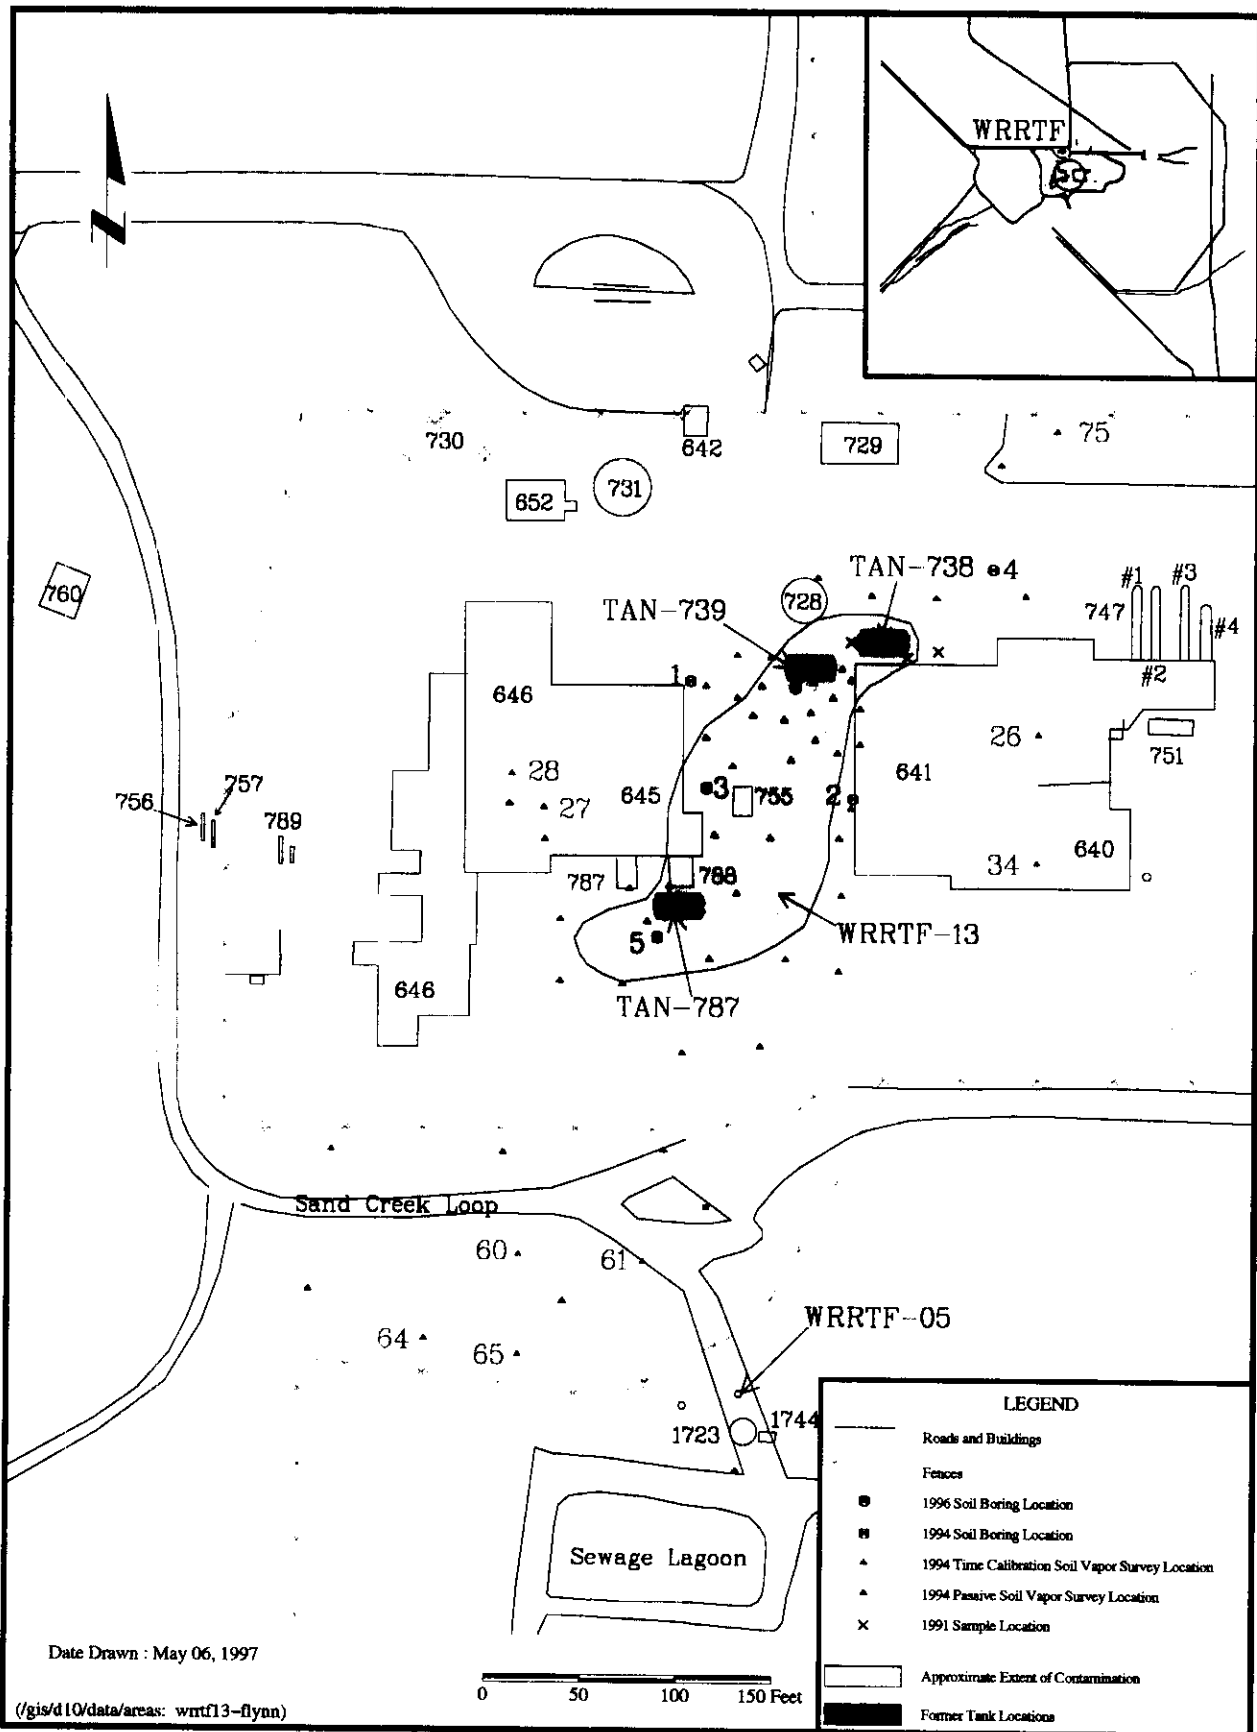 WRRTF
75
730
642
729
731
652
760
TAN-738
4
728
TAN-739
#1
#3
747
#4
#2
1
646
26
751
28
641
757
756
645
3
755
2
27
789
640
34
787
788
WRRTF-13
5
646
TAN-787
Sand Creek Loop
60
61
WRRTF-05
64
65
1723
1744
Sewage Lagoon
LEGEND
Roads and Buildings
Fences
1996 Soil Boring Location
1994 Soil Boring Location
1994 Time Calibration Soil Vapor Survey Location
1994 Passive Soil Vapor Survey Location
1991 Sample Location
Approximate Extent of Contamination
Former Tank Locations
Date Drawn : May 06, 1997
0 50 100 150 Feet
(/gis/d10/data/areas: wrrtf13-flynn)